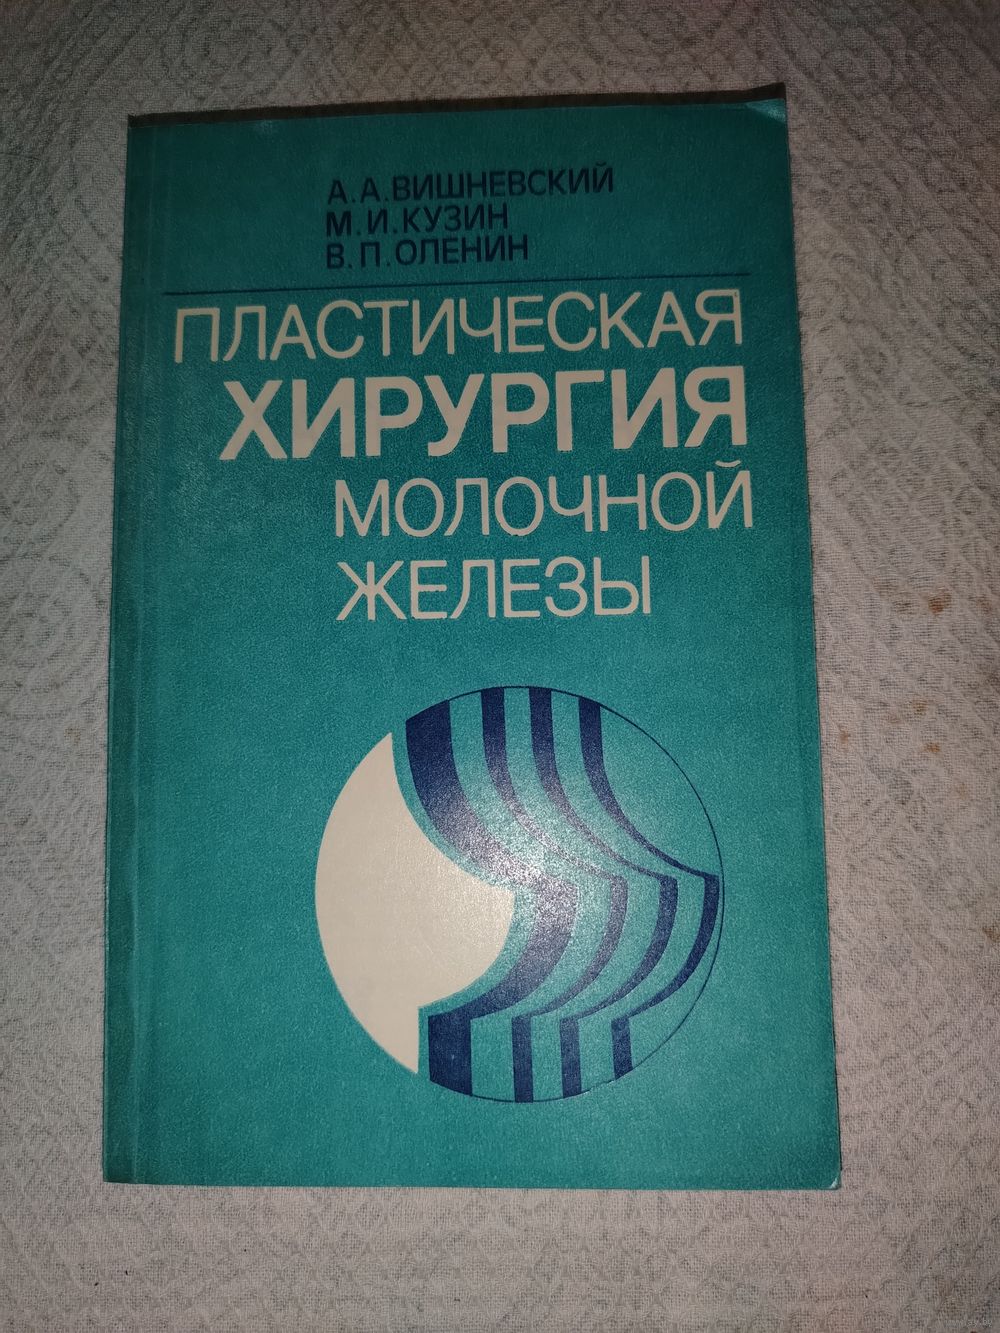 А. А. ВИШНЕВСКИЙ
М. И. КУЗИН
В. П. ОЛЕНИН
ПЛАСТИЧЕСКАЯ
ХИРУРГИЯ
МОЛОЧНОЙ
ЖЕЛЕЗЫ